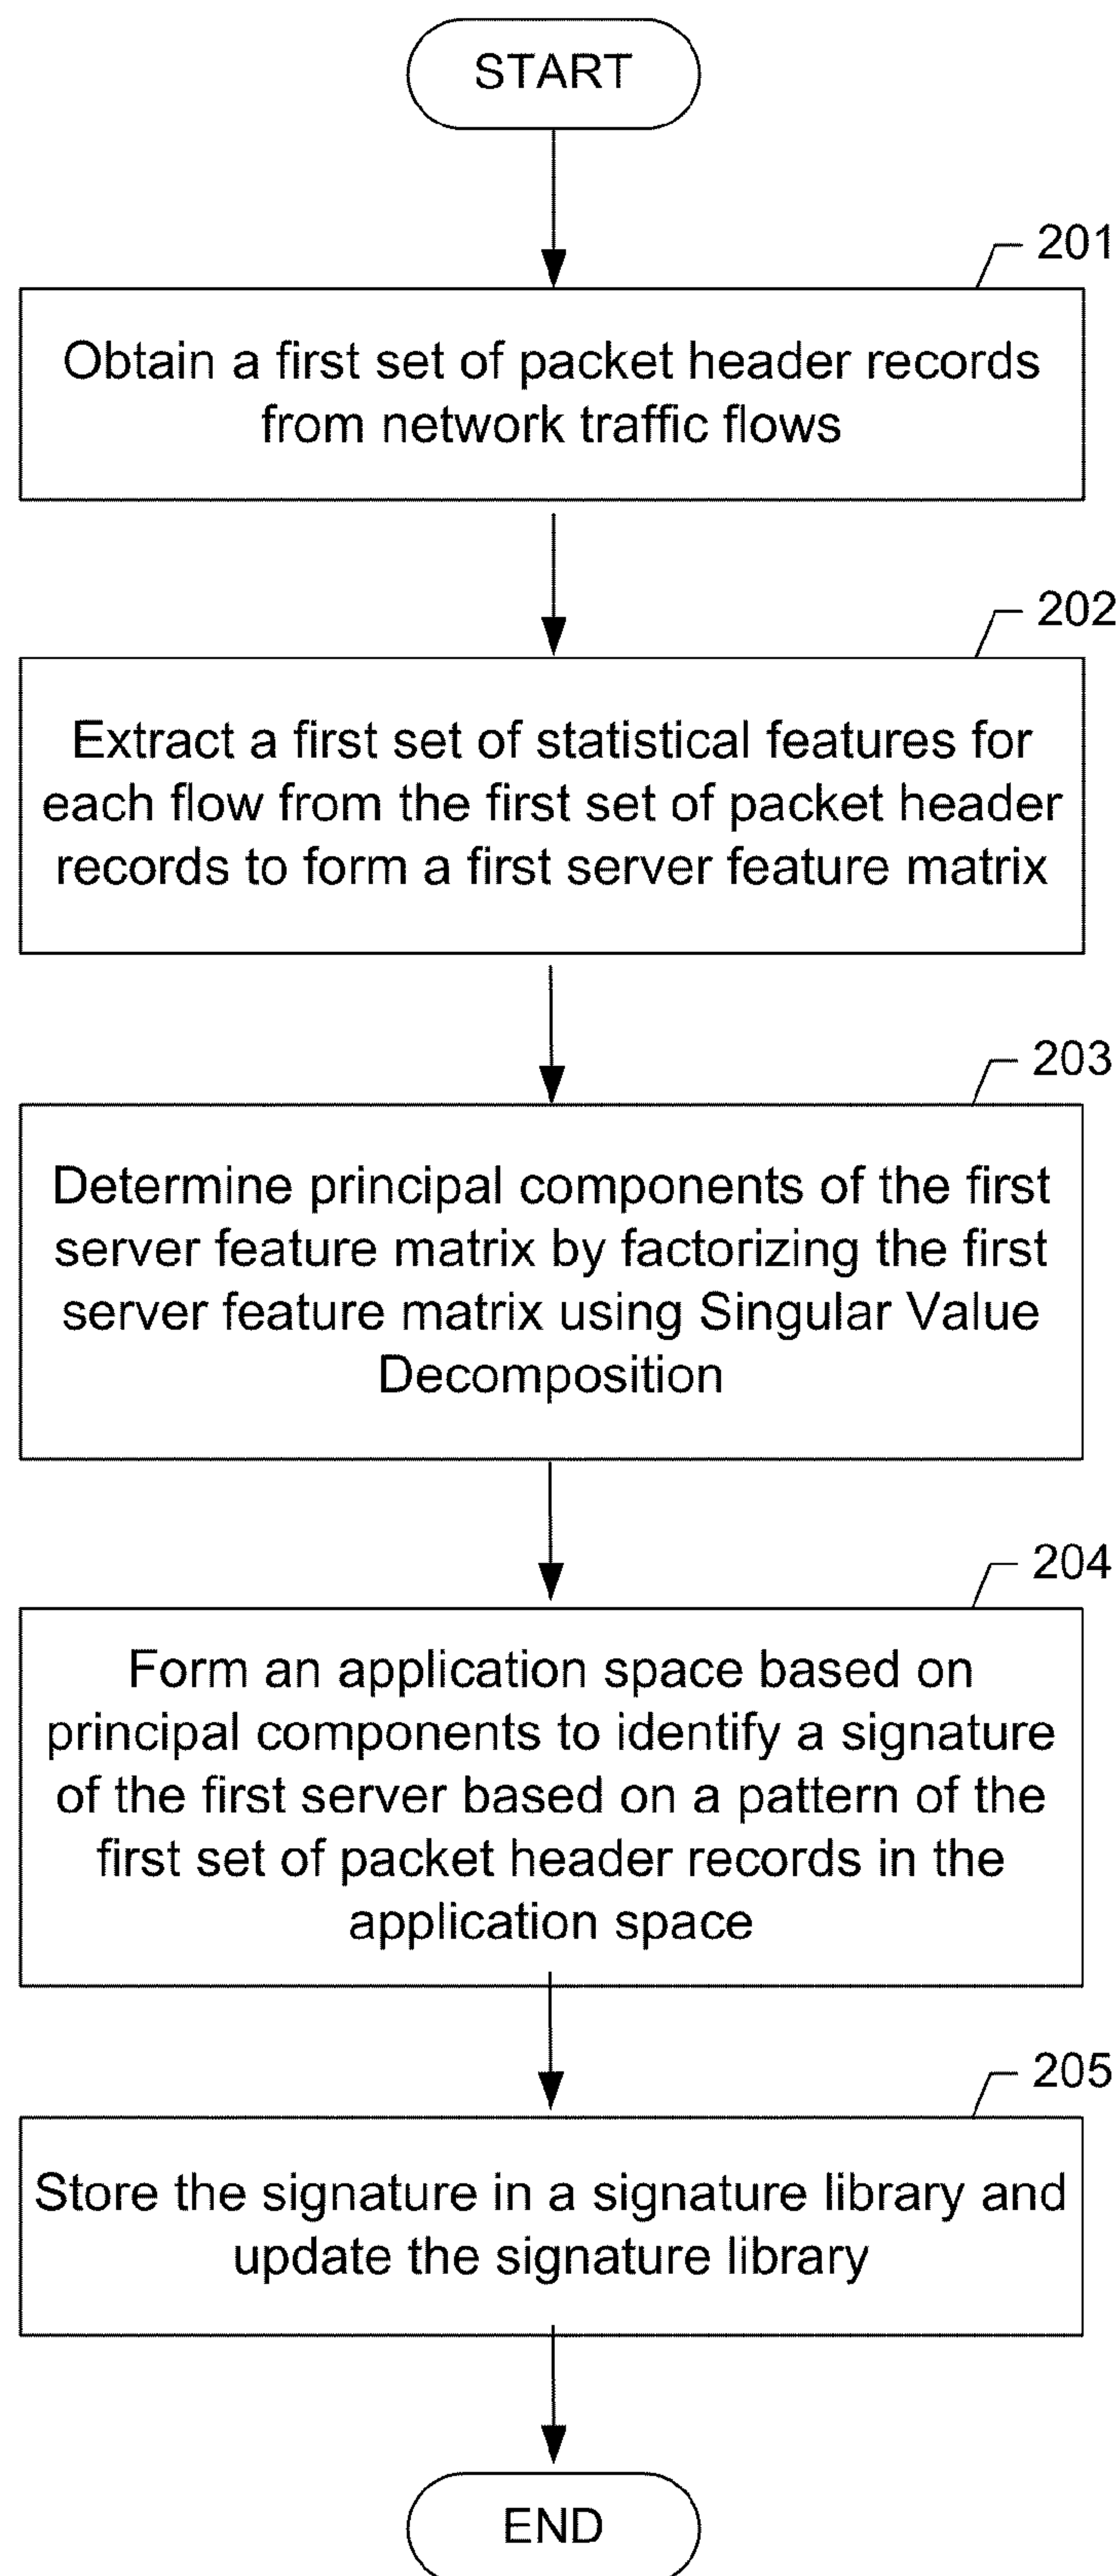 START
201
Obtain a first set of packet header records
from network traffic flows
202
Extract a first set of statistical features for
each flow from the first set of packet header
records to form a first server feature matrix
203
Determine principal components of the first
server feature matrix by factorizing the first
server feature matrix using Singular Value
Decomposition
204
Form an application space based on
principal components to identify a signature
of the first server based on a pattern of the
first set of packet header records in the
application space
205
Store the signature in a signature library and
update the signature library
END